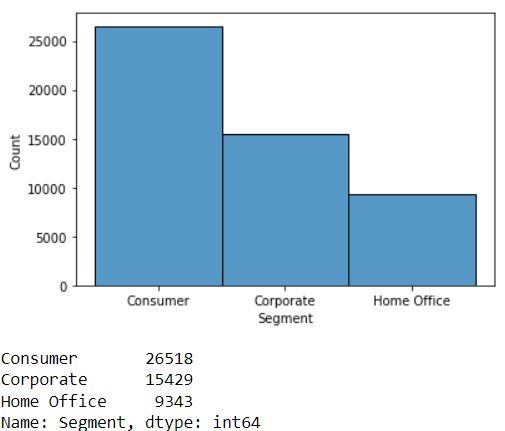 25000
20000
15000
10000
5000
0
Count
Consumer Corporate Home Office
Segment
Consumer 26518
Corporate 15429
Home Office 9343
Name: Segment, dtype: int64